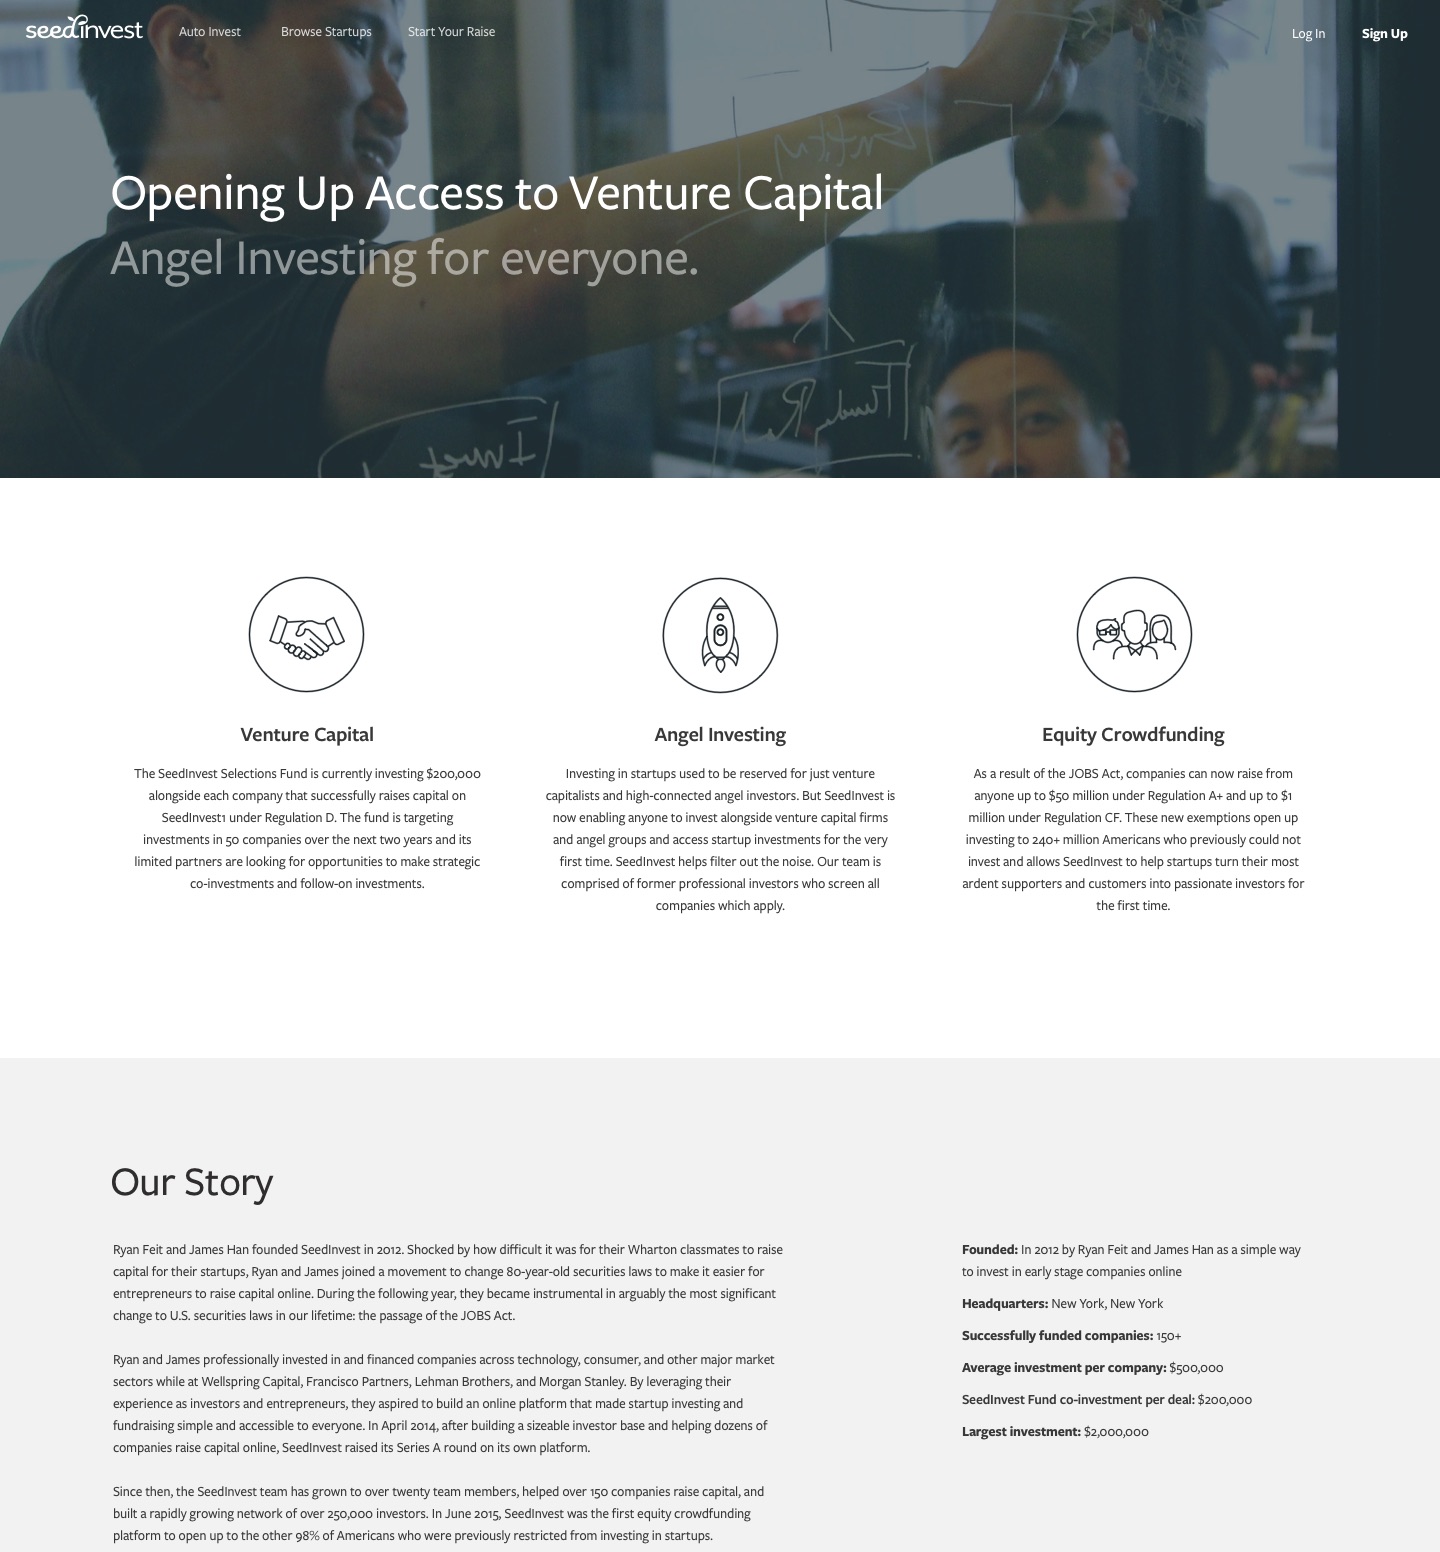 seedinvest Auto Invest Browse Startups Start Your Raise Log In Sign Up
Opening Up Access to Venture Capital
Angel Investing for everyone.
Invest
Venture Capital
The SeedInvest Selections Fund is currently investing $200,000
alongside each company that successfully raises capital on
SeedInvest1 under Regulation D. The fund is targeting
investments in 50 companies over the next two years and its
limited partners are looking for opportunities to make strategic
co-investments and follow-on investments.
Angel Investing
Investing in startups used to be reserved for just venture
capitalists and high-connected angel investors. But SeedInvest is
now enabling anyone to invest alongside venture capital firms
and angel groups and access startup investments for the very
first time. SeedInvest helps filter out the noise. Our team is
comprised of former professional investors who screen all
companies which apply.
Equity Crowdfunding
As a result of the JOBS Act, companies can now raise from
anyone up to $50 million under Regulation A+ and up to $1
million under Regulation CF. These new exemptions open up
investing to 240+ million Americans who previously could not
invest and allows SeedInvest to help startups turn their most
ardent supporters and customers into passionate investors for
the first time.
Our Story
Ryan Feit and James Han founded SeedInvest in 2012. Shocked by how difficult it was for their Wharton classmates to raise
capital for their startups, Ryan and James joined a movement to change 80-year-old securities laws to make it easier for
entrepreneurs to raise capital online. During the following year, they became instrumental in arguably the most significant
change to U.S. securities laws in our lifetime: the passage of the JOBS Act.
Ryan and James professionally invested in and financed companies across technology, consumer, and other major market
sectors while at Wellspring Capital, Francisco Partners, Lehman Brothers, and Morgan Stanley. By leveraging their
experience as investors and entrepreneurs, they aspired to build an online platform that made startup investing and
fundraising simple and accessible to everyone. In April 2014, after building a sizeable investor base and helping dozens of
companies raise capital online, SeedInvest raised its Series A round on its own platform.
Since then, the SeedInvest team has grown to over twenty team members, helped over 150 companies raise capital, and
built a rapidly growing network of over 250,000 investors. In June 2015, SeedInvest was the first equity crowdfunding
platform to open up to the other 98% of Americans who were previously restricted from investing in startups.
Founded: In 2012 by Ryan Feit and James Han as a simple way
to invest in early stage companies online
Headquarters: New York, New York
Successfully funded companies: 150+
Average investment per company: $500,000
SeedInvest Fund co-investment per deal: $200,000
Largest investment: $2,000,000